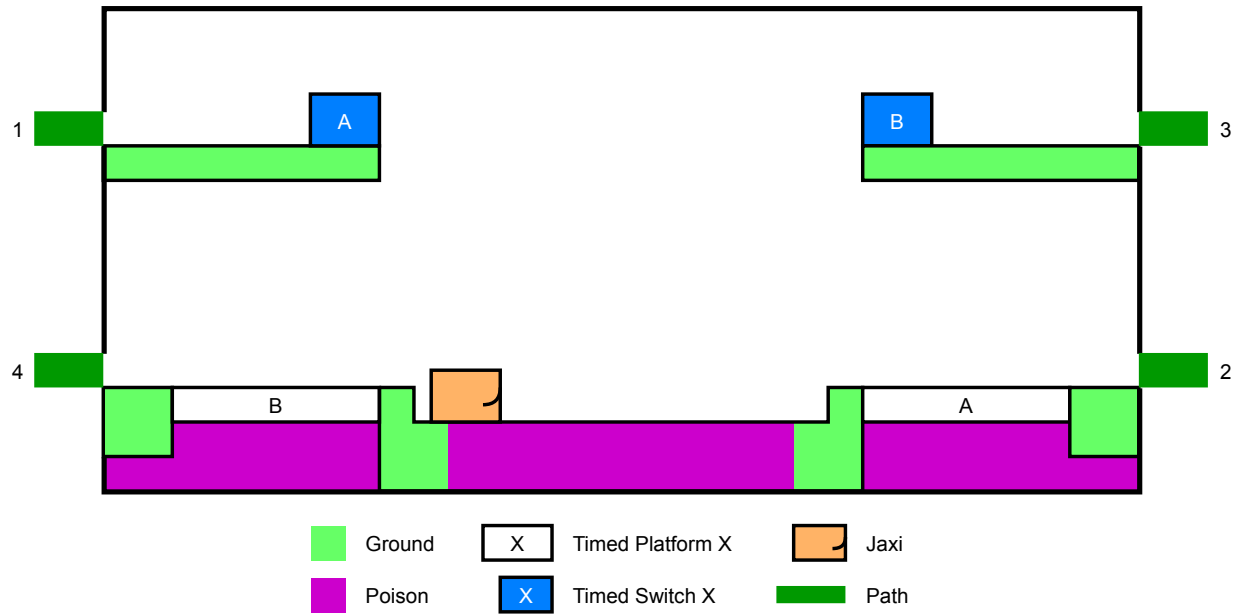 A
B
1
3
4
2
B
A
Ground
X
Timed Platform X
Jaxi
Poison
X
Timed Switch X
Path